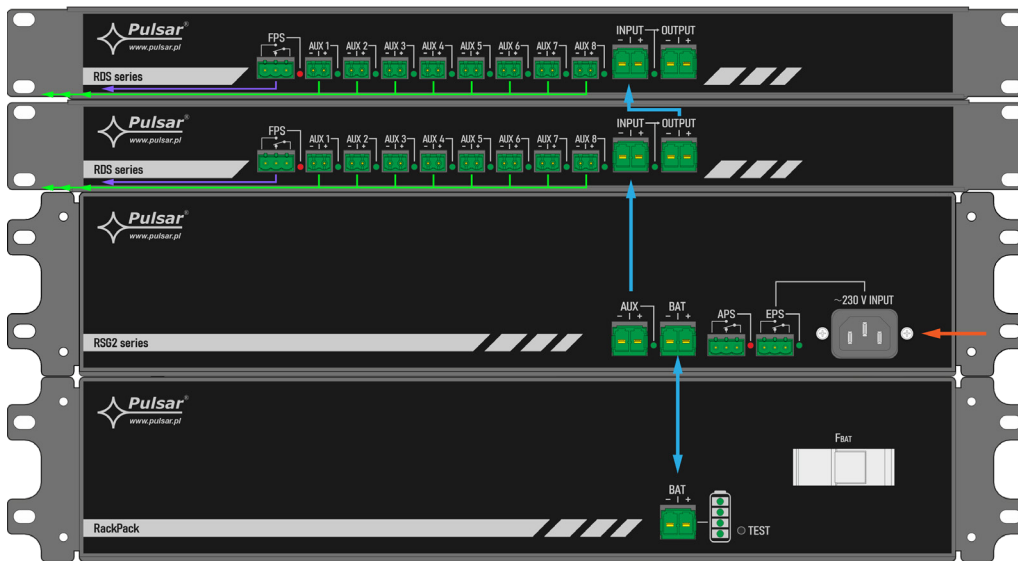 Pulsar®
www.pulsar.pl
FPS
AUX 1 AUX 2 AUX 3 AUX 4 AUX 5 AUX 6 AUX 7 AUX 8
INPUT OUTPUT
- + - + - + - + - + - + - + - + - + - +
RDS series
Pulsar®
www.pulsar.pl
FPS
AUX 1 AUX 2 AUX 3 AUX 4 AUX 5 AUX 6 AUX 7 AUX 8
INPUT OUTPUT
- + - + - + - + - + - + - + - + - + - +
RDS series
Pulsar®
www.pulsar.pl
~230 V INPUT
AUX BAT APS EPS
- + - +
RSG2 series
Pulsar®
www.pulsar.pl
FBAT
BAT
- +
TEST
RackPack